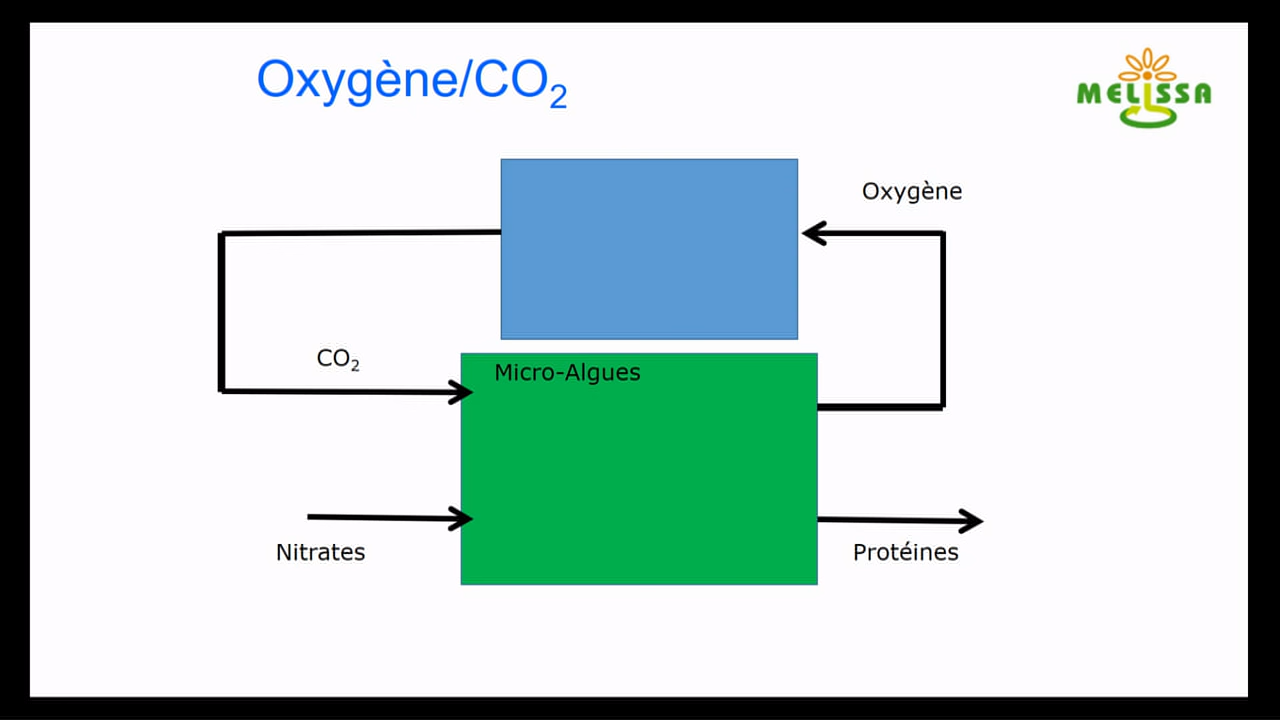 Oxygène/CO₂
MELISSA
Oxygène
CO₂
Micro-Algues
Nitrates
Protéines